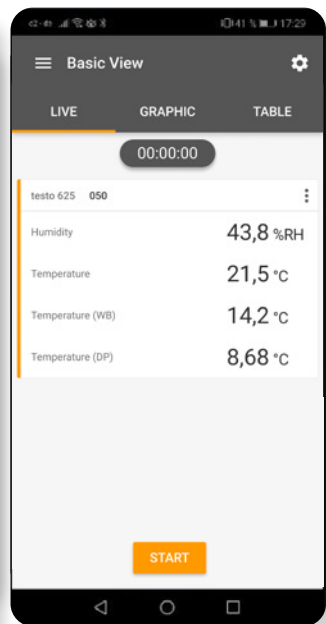 41 % 17:29
Basic View
LIVE GRAPHIC TABLE
00:00:00
testo 625 050
Humidity 43,8 %RH
Temperature 21,5 °C
Temperature (WB) 14,2 °C
Temperature (DP) 8,68 °C
START